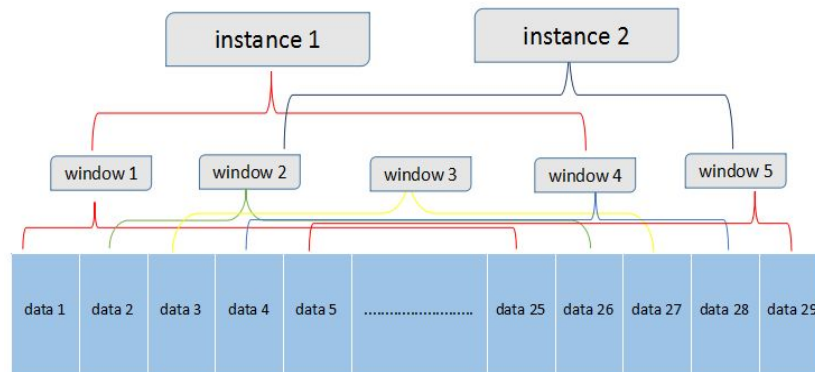 instance 1
instance 2
window 1
window 2
window 3
window 4
window 5
data 1
data 2
data 3
data 4
data 5
..........................
data 25
data 26
data 27
data 28
data 29